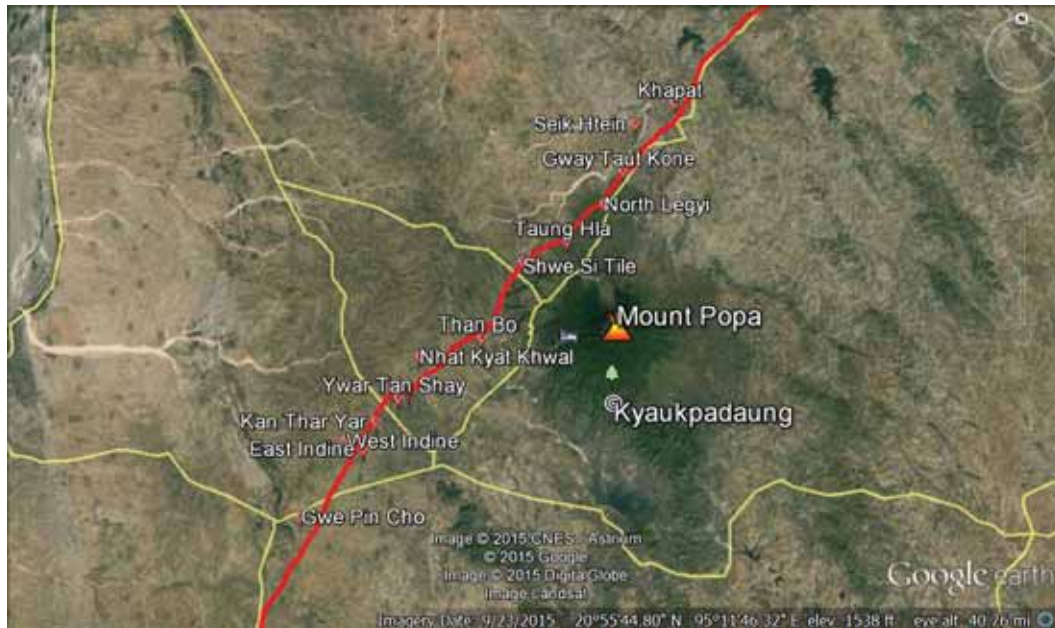 N
Khapat
Seik Htein
Gway Taut Kone
North Legyi
Taung Hla
Shwe Si Tile
Mount Popa
Than Bo
Nhat Kyat Khwal
Ywar Tan Shay
Kyaukpadaung
Kan Thar Yar
West Indine
East Indine
Gwe Pin Cho
Image © 2015 CNES / Astrium
© 2015 Google
Image © 2015 DigitalGlobe
Image Landsat
Google earth
Imagery Date: 9/23/2015 20°55'44.80" N 95°11'46.32" E elev 1538 ft eye alt 40.26 mi